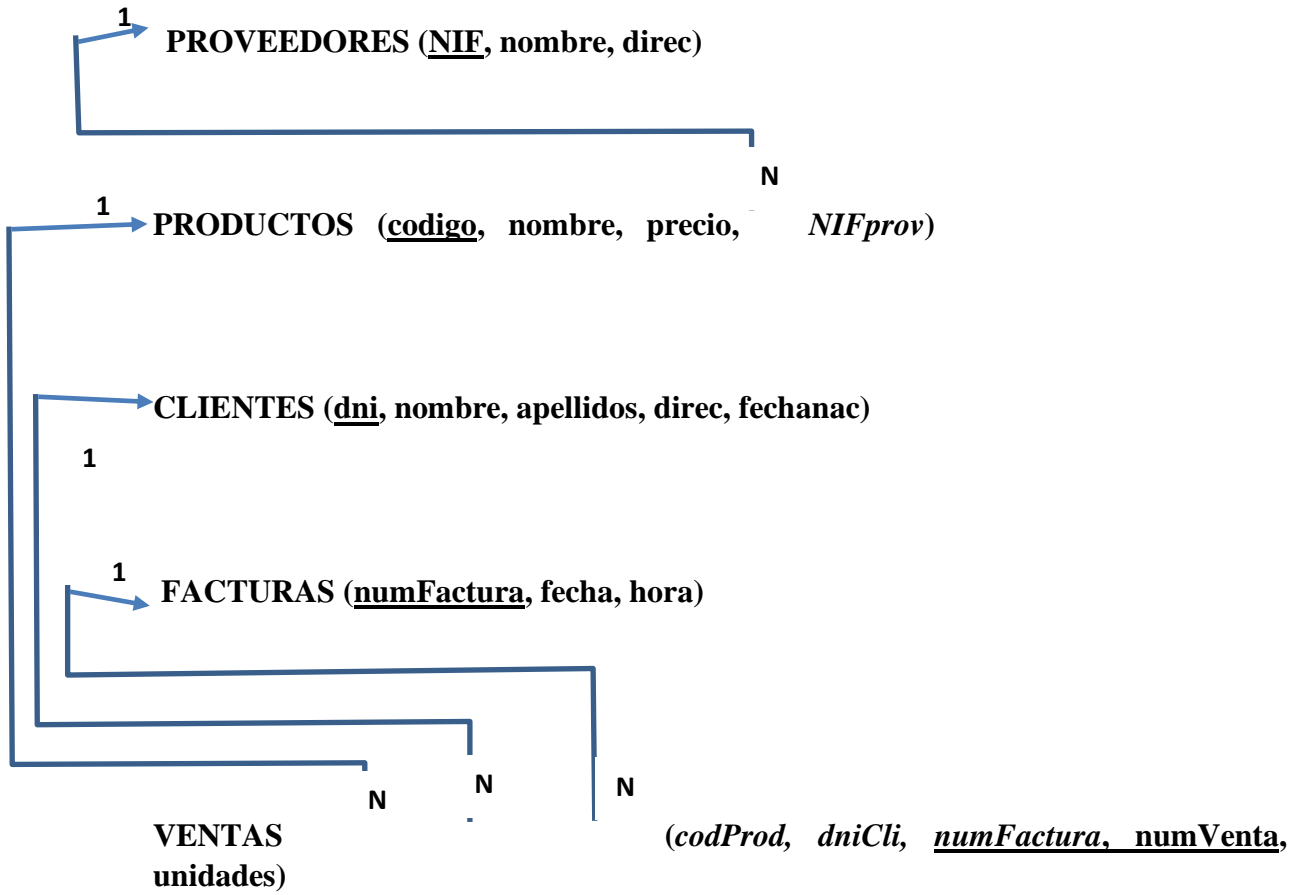 1
PROVEEDORES (NIF, nombre, direc)
N
1
PRODUCTOS (codigo, nombre, precio, NIFprov)
CLIENTES (dni, nombre, apellidos, direc, fechanac)
1
1
FACTURAS (numFactura, fecha, hora)
N
N
N
VENTAS (codProd, dniCli, numFactura, numVenta,
unidades)